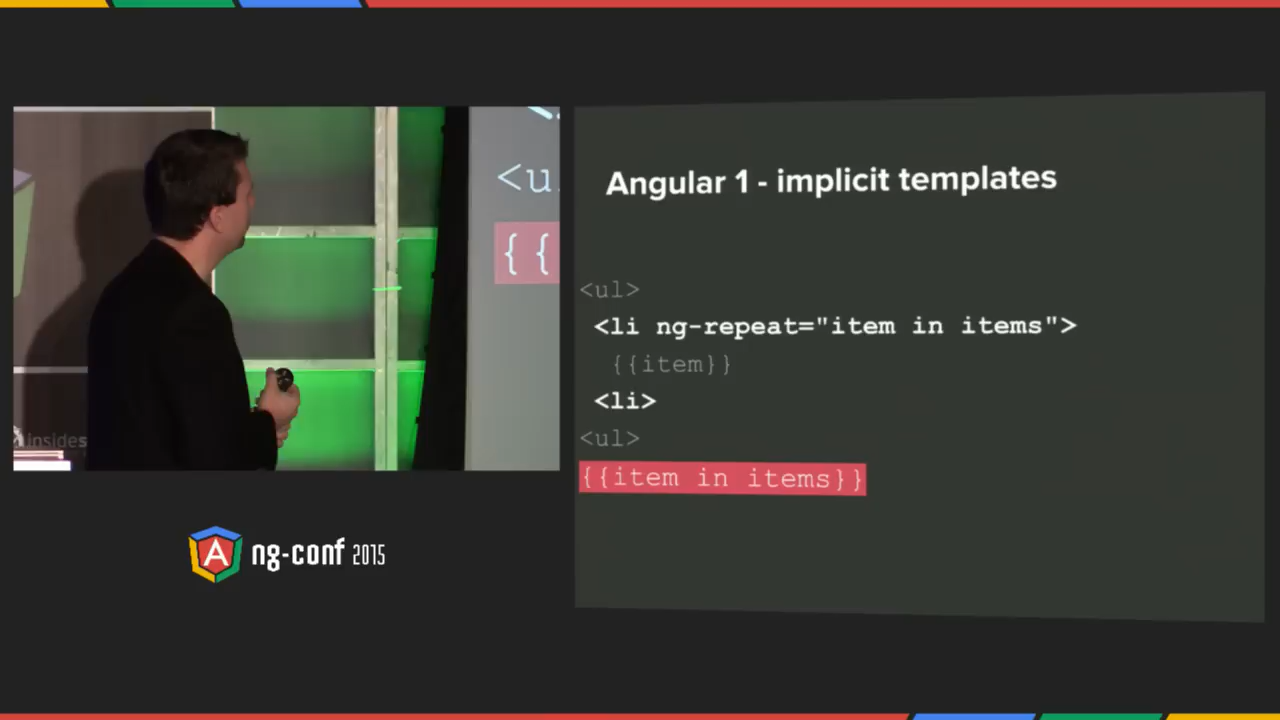 <u
{{
insides
ng-conf 2015
Angular 1 - implicit templates
<ul>
<li ng-repeat="item in items">
{{item}}
<li>
<ul>
{{item in items}}